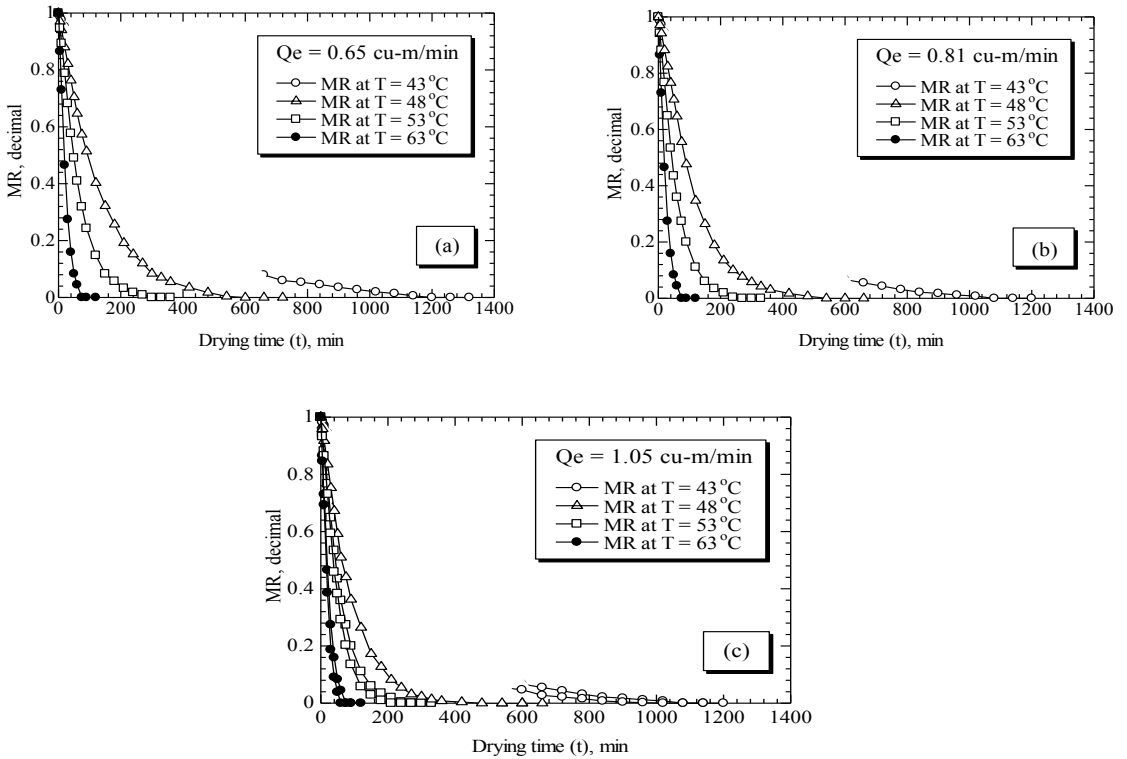 Qe = 0.65 cu-m/min
MR at T = 43°C
MR at T = 48°C
MR at T = 53°C
MR at T = 63°C
MR, decimal
1
0.8
0.6
0.4
0.2
0
(a)
0 200 400 600 800 1000 1200 1400
Drying time (t), min
Qe = 0.81 cu-m/min
MR at T = 43°C
MR at T = 48°C
MR at T = 53°C
MR at T = 63°C
MR, decimal
1
0.8
0.6
0.4
0.2
0
(b)
0 200 400 600 800 1000 1200 1400
Drying time (t), min
Qe = 1.05 cu-m/min
MR at T = 43°C
MR at T = 48°C
MR at T = 53°C
MR at T = 63°C
MR, decimal
1
0.8
0.6
0.4
0.2
0
(c)
0 200 400 600 800 1000 1200 1400
Drying time (t), min